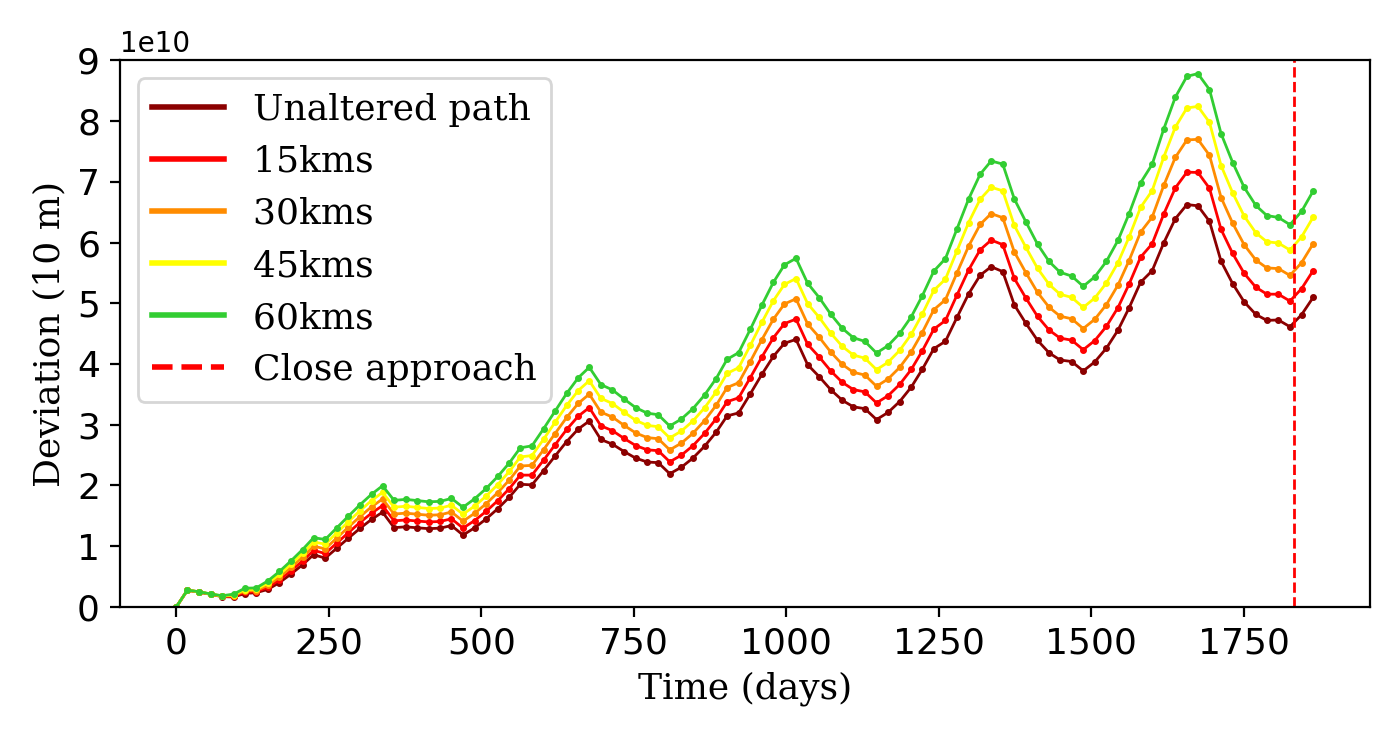 1e10
9
8
7
6
5
4
3
2
1
0
Deviation (10 m)
Unaltered path
15kms
30kms
45kms
60kms
Close approach
0 250 500 750 1000 1250 1500 1750
Time (days)